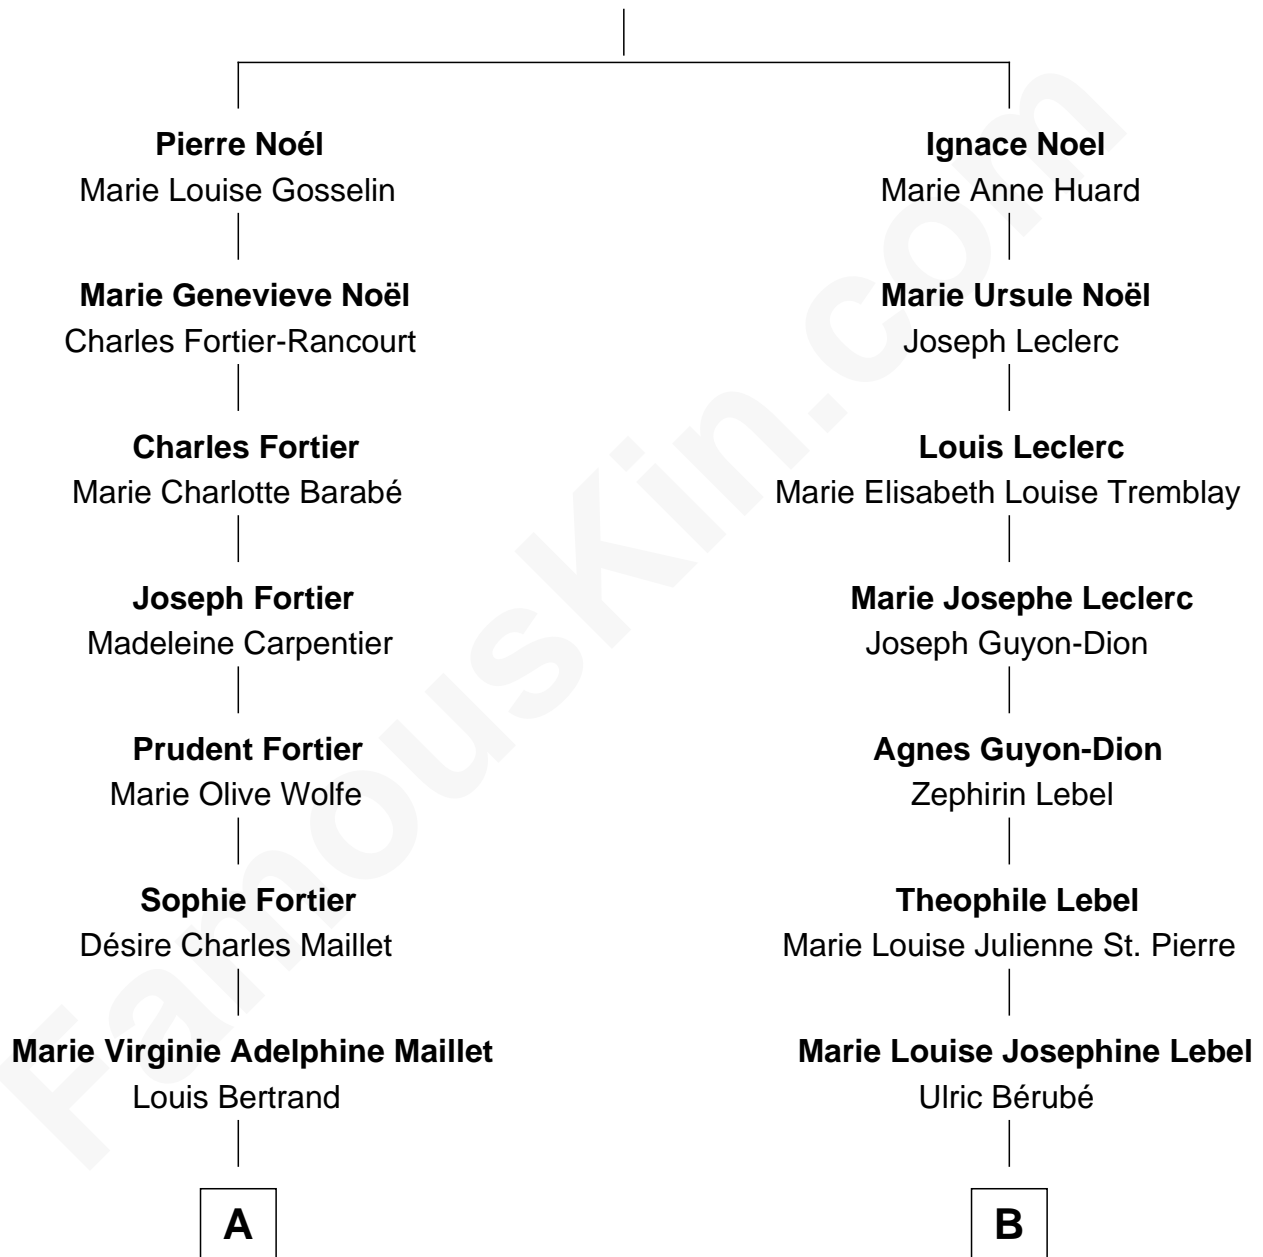 Pierre Noél
Marie Louise Gosselin
Marie Genevieve Noël
Charles Fortier-Rancourt
Charles Fortier
Marie Charlotte Barabé
Joseph Fortier
Madeleine Carpentier
Prudent Fortier
Marie Olive Wolfe
Sophie Fortier
Désire Charles Maillet
Marie Virginie Adelphine Maillet
Louis Bertrand
A
Ignace Noel
Marie Anne Huard
Marie Ursule Noël
Joseph Leclerc
Louis Leclerc
Marie Elisabeth Louise Tremblay
Marie Josephe Leclerc
Joseph Guyon-Dion
Agnes Guyon-Dion
Zephirin Lebel
Theophile Lebel
Marie Louise Julienne St. Pierre
Marie Louise Josephine Lebel
Ulric Bérubé
B
FamousKin.com